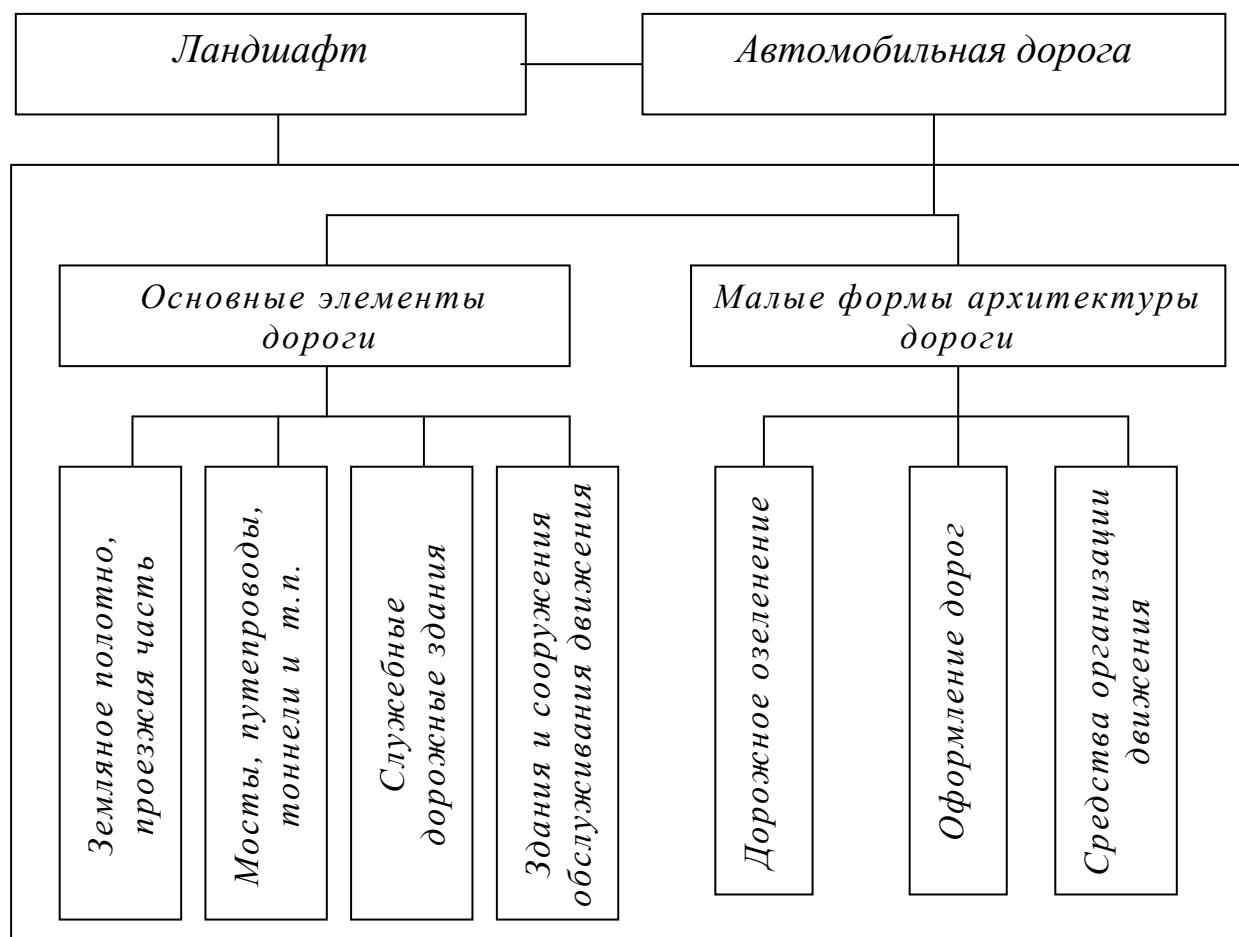 Ландшафт
Автомобильная дорога
Основные элементы
дороги
Малые формы архитектуры
дороги
Земляное полотно,
проезжая часть
Мосты, путепроводы,
тоннели и т.п.
Служебные
дорожные здания
Здания и сооружения
обслуживания движения
Дорожное озеленение
Оформление дорог
Средства организации
движения